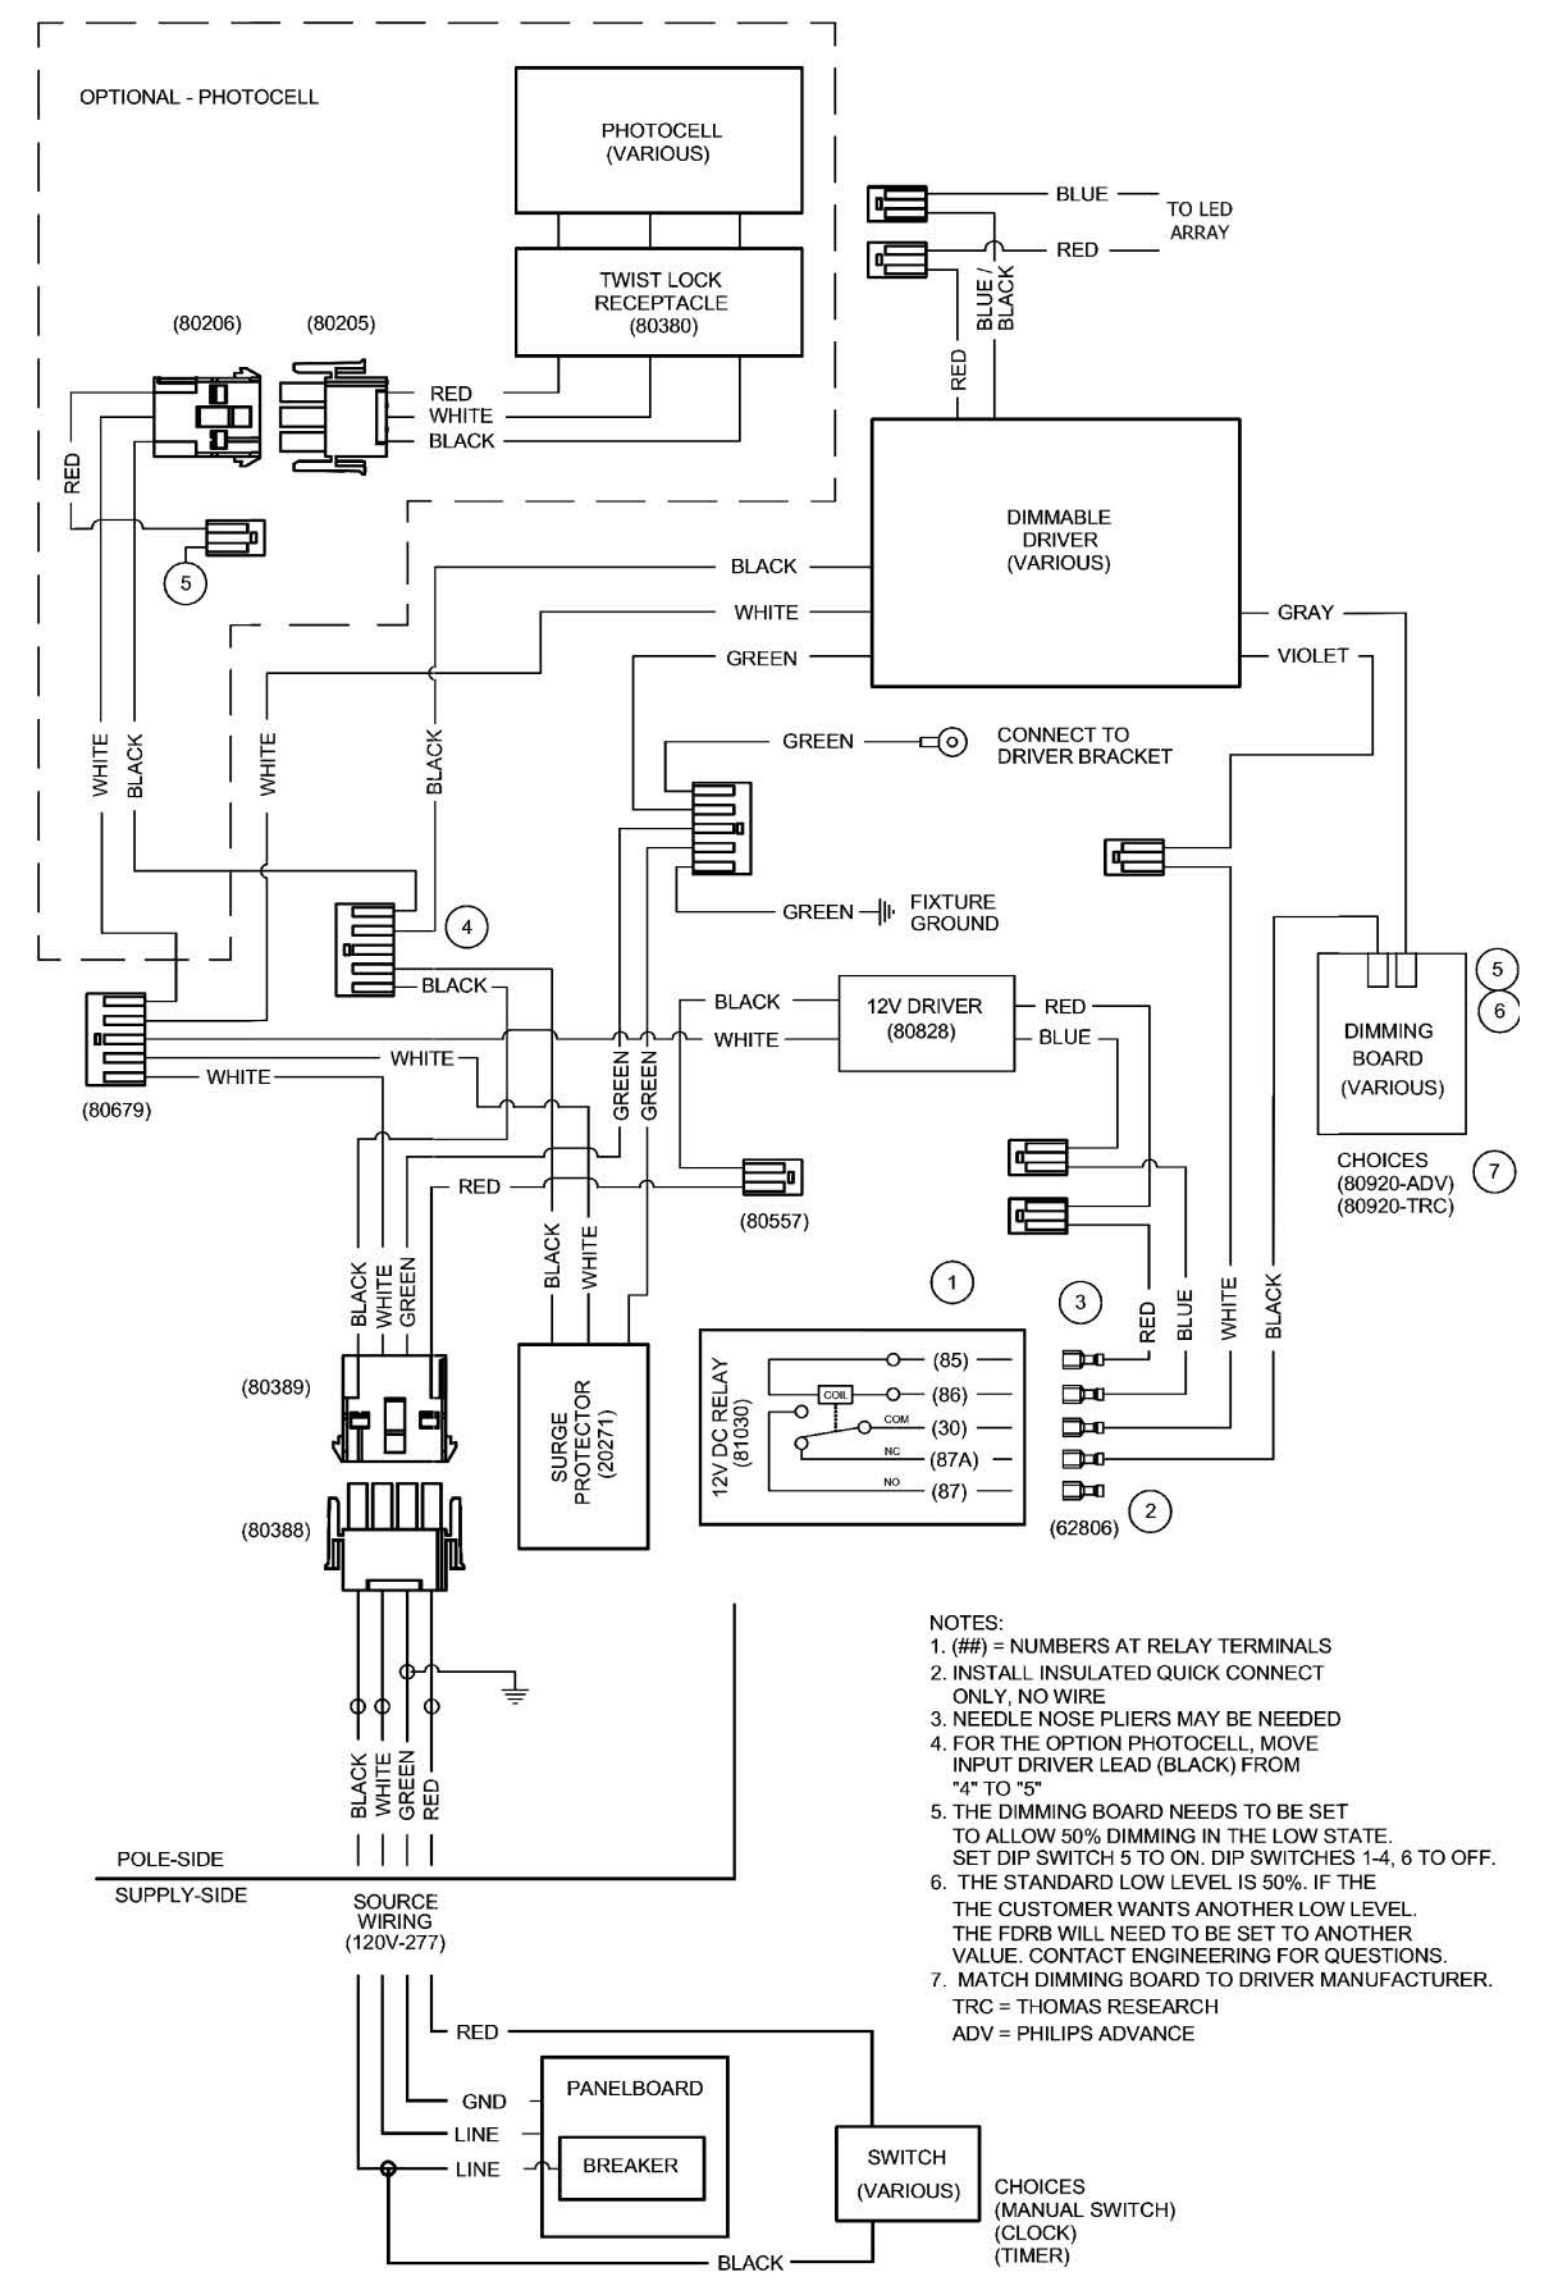 OPTIONAL - PHOTOCELL
PHOTOCELL
(VARIOUS)
TWIST LOCK
RECEPTACLE
(80380)
(80206)
(80205)
RED
WHITE
BLACK
RED
5
BLUE
TO LED
ARRAY
RED
BLUE /
BLACK
RED
DIMMABLE
DRIVER
(VARIOUS)
BLACK
WHITE
GREEN
GRAY
VIOLET
WHITE
BLACK
WHITE
BLACK
GREEN
CONNECT TO
DRIVER BRACKET
GREEN
FIXTURE
GROUND
4
BLACK
BLACK
WHITE
12V DRIVER
(80828)
RED
BLUE
5
6
DIMMING
BOARD
(VARIOUS)
CHOICES
(80920-ADV)
(80920-TRC)
7
WHITE
WHITE
(80679)
GREEN
GREEN
RED
(80557)
BLACK
WHITE
GREEN
BLACK
WHITE
1
3
RED
BLUE
WHITE
BLACK
(80389)
(80388)
SURGE
PROTECTOR
(20271)
12V DC RELAY
(81030)
COIL
(85)
(86)
COM
(30)
NC
(87A)
NO
(87)
(62806)
2
BLACK
WHITE
GREEN
RED
POLE-SIDE
SUPPLY-SIDE
SOURCE
WIRING
(120V-277)
RED
GND
LINE
LINE
PANELBOARD
BREAKER
SWITCH
(VARIOUS)
CHOICES
(MANUAL SWITCH)
(CLOCK)
(TIMER)
BLACK
NOTES:
1. (##) = NUMBERS AT RELAY TERMINALS
2. INSTALL INSULATED QUICK CONNECT
ONLY, NO WIRE
3. NEEDLE NOSE PLIERS MAY BE NEEDED
4. FOR THE OPTION PHOTOCELL, MOVE
INPUT DRIVER LEAD (BLACK) FROM
"4" TO "5"
5. THE DIMMING BOARD NEEDS TO BE SET
TO ALLOW 50% DIMMING IN THE LOW STATE.
SET DIP SWITCH 5 TO ON. DIP SWITCHES 1-4, 6 TO OFF.
6. THE STANDARD LOW LEVEL IS 50%. IF THE
THE CUSTOMER WANTS ANOTHER LOW LEVEL.
THE FDRB WILL NEED TO BE SET TO ANOTHER
VALUE. CONTACT ENGINEERING FOR QUESTIONS.
7. MATCH DIMMING BOARD TO DRIVER MANUFACTURER.
TRC = THOMAS RESEARCH
ADV = PHILIPS ADVANCE